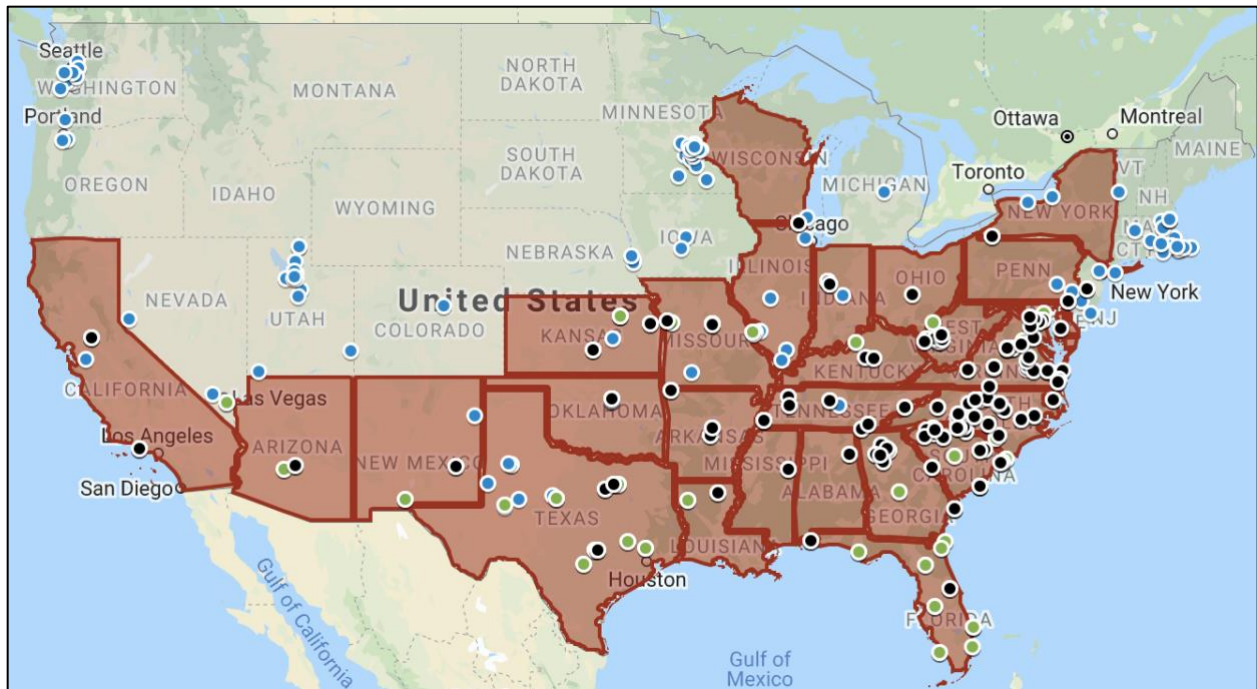 Seattle
WASHINGTON
Portland
OREGON
IDAHO
MONTANA
NORTH
DAKOTA
SOUTH
DAKOTA
MINNESOTA
WISCONSIN
MICHIGAN
Ottawa
Montreal
MAINE
Toronto
VT
NH
NEW YORK
WYOMING
NEBRASKA
IOWA
Chicago
ILLINOIS
INDIANA
OHIO
PENN
CT
New York
NJ
NEVADA
UTAH
COLORADO
United States
KANSAS
MISSOURI
WEST
VIRGINIA
KENTUCKY
CALIFORNIA
Las Vegas
Los Angeles
San Diego
ARIZONA
NEW MEXICO
OKLAHOMA
ARKANSAS
TENNESSEE
MISSISSIPPI
ALABAMA
CAROLINA
GEORGIA
TEXAS
LOUISIANA
Houston
FLORIDA
Gulf of California
Gulf of
Mexico